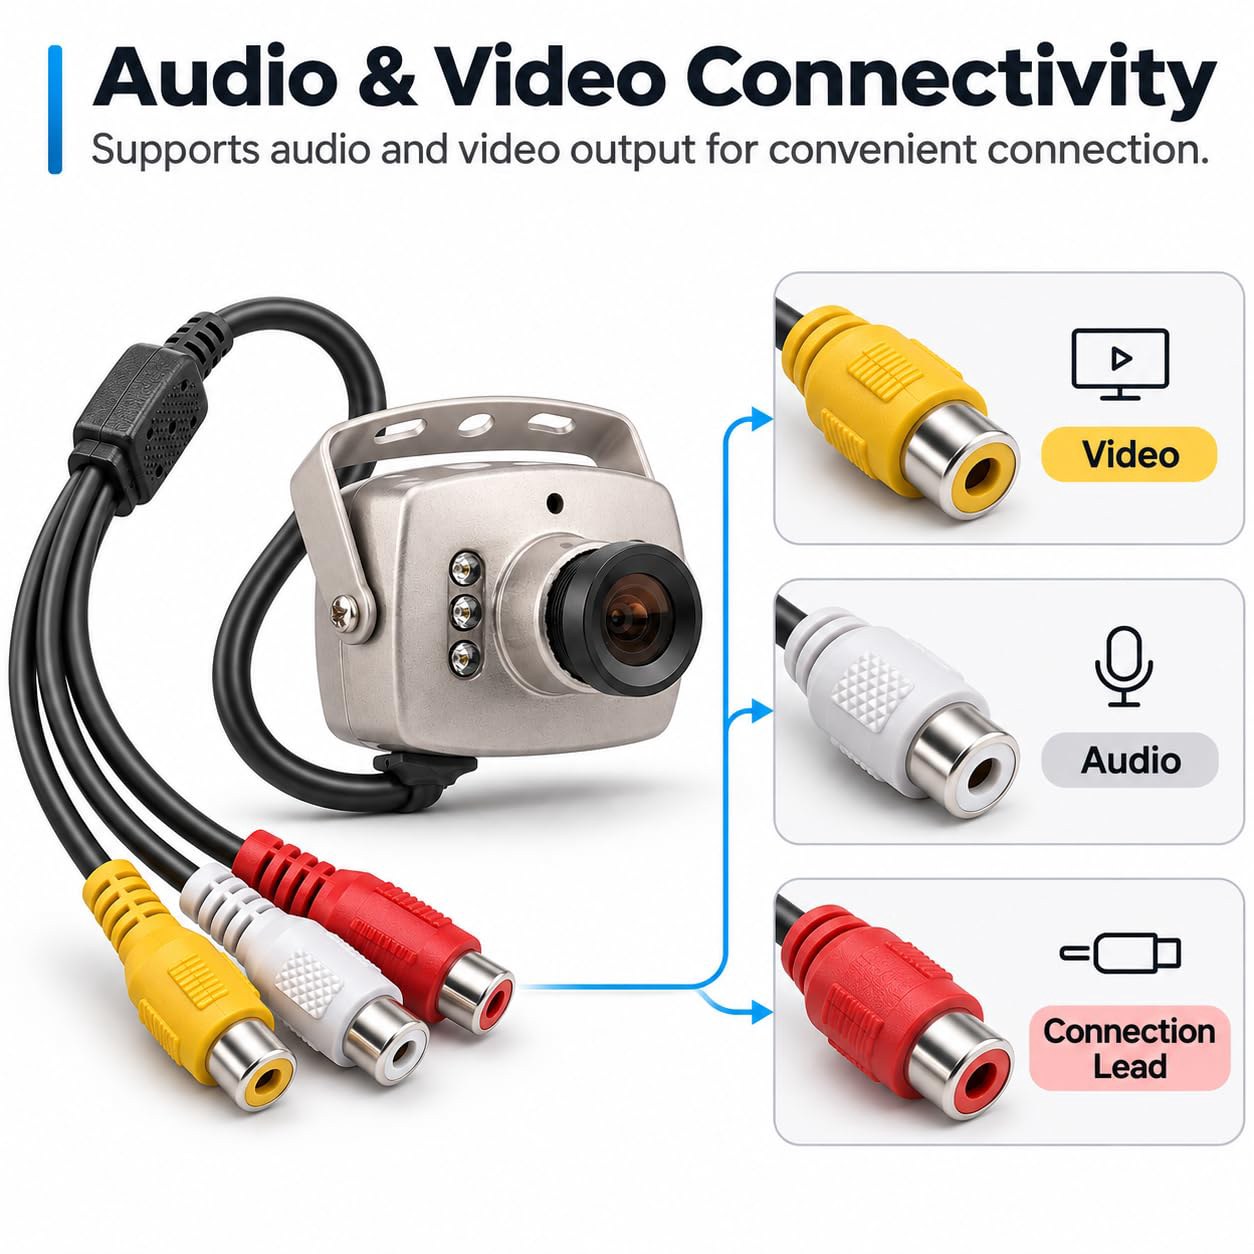 Audio & Video Connectivity
Supports audio and video output for convenient connection.
Video
Audio
Connection
Lead